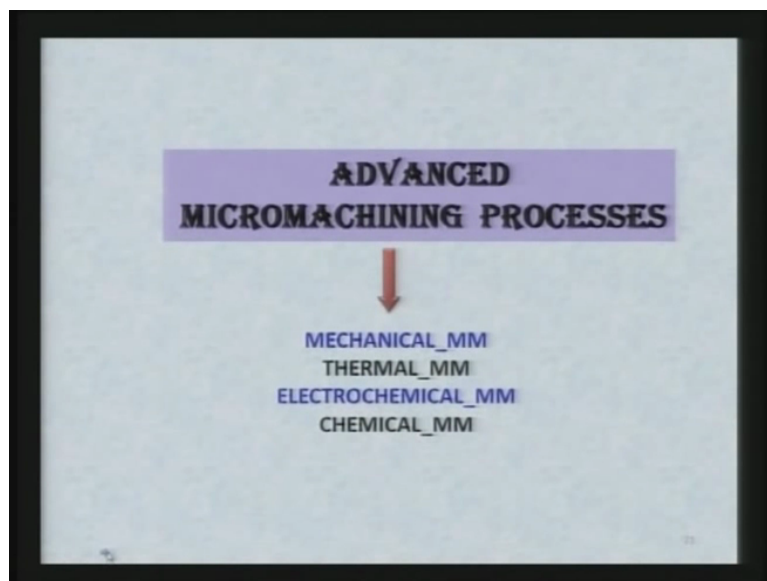 ADVANCED
MICROMACHINING PROCESSES
MECHANICAL_MM
THERMAL_MM
ELECTROCHEMICAL_MM
CHEMICAL_MM